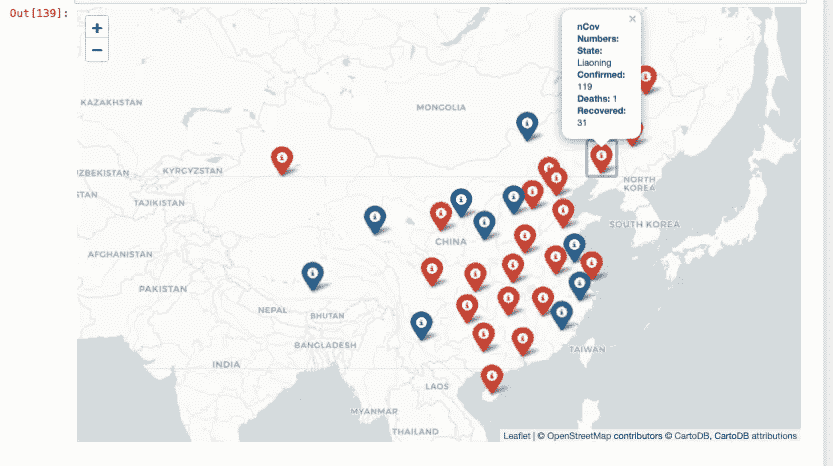 Out[139]:
+
−
×
nCov
Numbers:
State:
Liaoning
Confirmed:
119
Deaths: 1
Recovered:
31
KAZAKHSTAN
MONGOLIA
UZBEKISTAN
KYRGYZSTAN
NORTH
KOREA
STAN
TAJIKISTAN
SOUTH KOREA
CHINA
AFGHANISTAN
PAKISTAN
NEPAL
BHUTAN
BANGLADESH
TAIWAN
INDIA
LAOS
MYANMAR
THAILAND
Leaflet | © OpenStreetMap contributors © CartoDB, CartoDB attributions